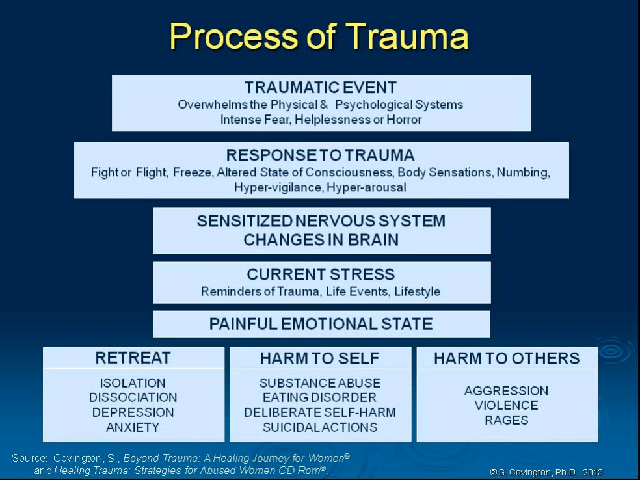 Process of Trauma
TRAUMATIC EVENT
Overwhelms the Physical & Psychological Systems
Intense Fear, Helplessness or Horror
RESPONSE TO TRAUMA
Fight or Flight, Freeze, Altered State of Consciousness, Body Sensations, Numbing,
Hyper-vigilance, Hyper-arousal
SENSITIZED NERVOUS SYSTEM
CHANGES IN BRAIN
CURRENT STRESS
Reminders of Trauma, Life Events, Lifestyle
PAINFUL EMOTIONAL STATE
RETREAT
ISOLATION
DISSOCIATION
DEPRESSION
ANXIETY
HARM TO SELF
SUBSTANCE ABUSE
EATING DISORDER
DELIBERATE SELF-HARM
SUICIDAL ACTIONS
HARM TO OTHERS
AGGRESSION
VIOLENCE
RAGES
Source: Covington, S., Beyond Trauma: A Healing Journey for Women©
and Healing Trauma: Strategies for Abused Women CD Rom©.
© S. Covington, Ph.D.,